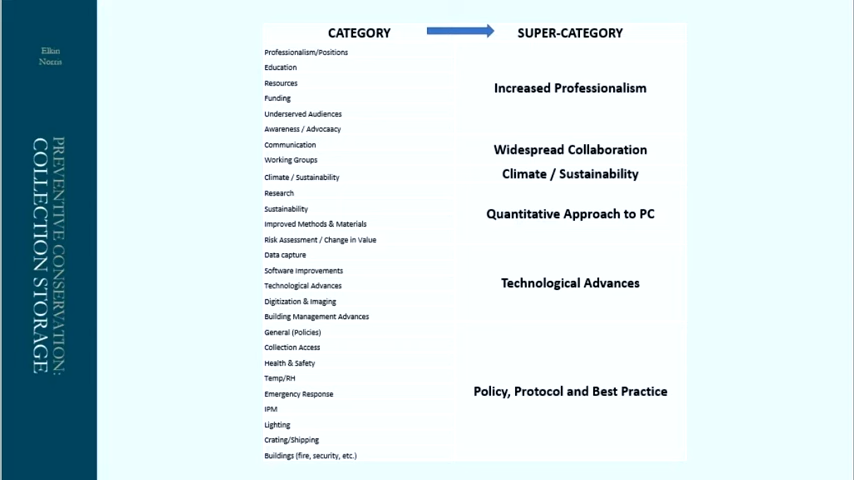 Elkin
Norris
PREVENTIVE CONSERVATION:
COLLECTION STORAGE
CATEGORY
SUPER-CATEGORY
Professionalism/Positions
Education
Resources
Funding
Underserved Audiences
Awareness / Advocaacy
Increased Professionalism
Communication
Working Groups
Widespread Collaboration
Climate / Sustainability
Climate / Sustainability
Research
Sustainability
Improved Methods & Materials
Risk Assessment / Change in Value
Quantitative Approach to PC
Data capture
Software Improvements
Technological Advances
Digitization & Imaging
Building Management Advances
Technological Advances
General (Policies)
Collection Access
Health & Safety
Temp/RH
Emergency Response
IPM
Lighting
Crating/Shipping
Buildings (fire, security, etc.)
Policy, Protocol and Best Practice